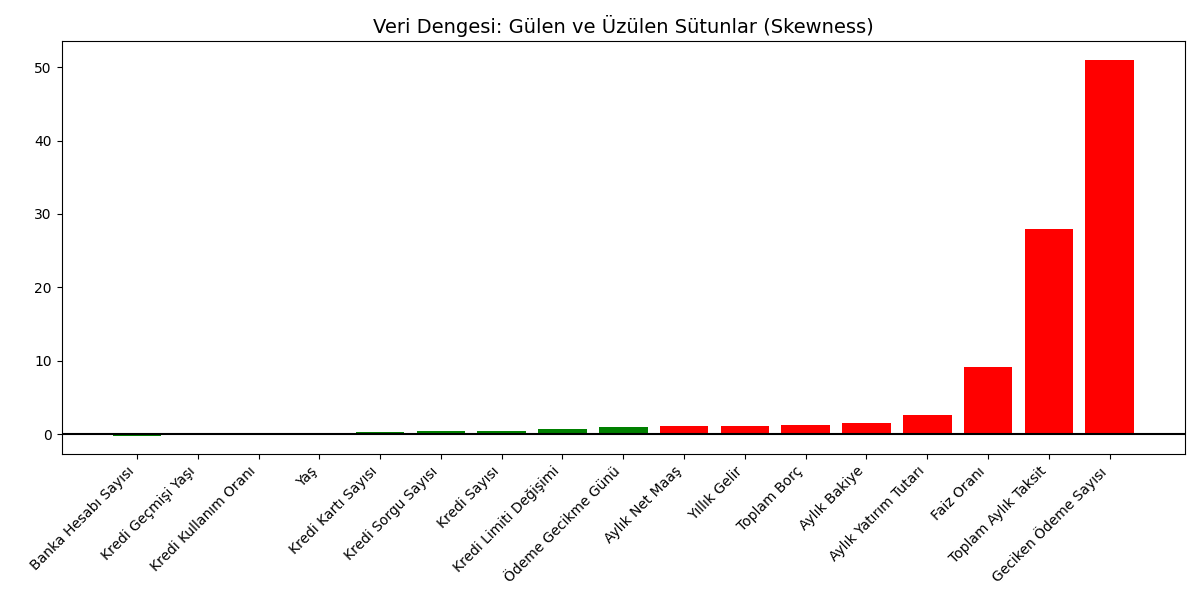 Veri Dengesi: Gülen ve Üzülen Sütunlar (Skewness)
50
40
30
20
10
0
Banka Hesabı Sayısı
Kredi Geçmişi Yaşı
Kredi Kullanım Oranı
Yaş
Kredi Kartı Sayısı
Kredi Sorgu Sayısı
Kredi Sayısı
Kredi Limiti Değişimi
Ödeme Gecikme Günü
Aylık Net Maaş
Yıllık Gelir
Toplam Borç
Aylık Bakiye
Aylık Yatırım Tutarı
Faiz Oranı
Toplam Aylık Taksit
Geciken Ödeme Sayısı